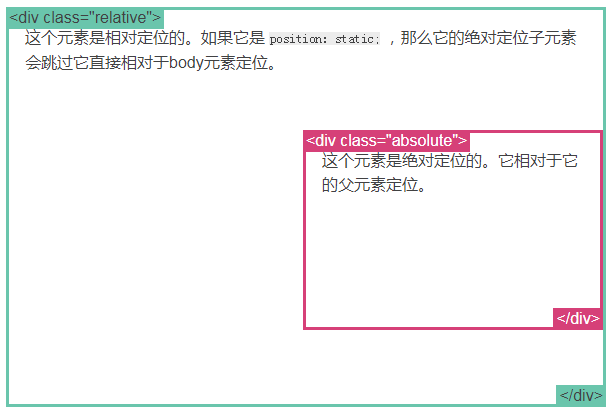 <div class="relative">
这个元素是相对定位的。如果它是 position: static; ，那么它的绝对定位子元素
会跳过它直接相对于body元素定位。
<div class="absolute">
这个元素是绝对定位的。它相对于它
的父元素定位。
</div>
</div>